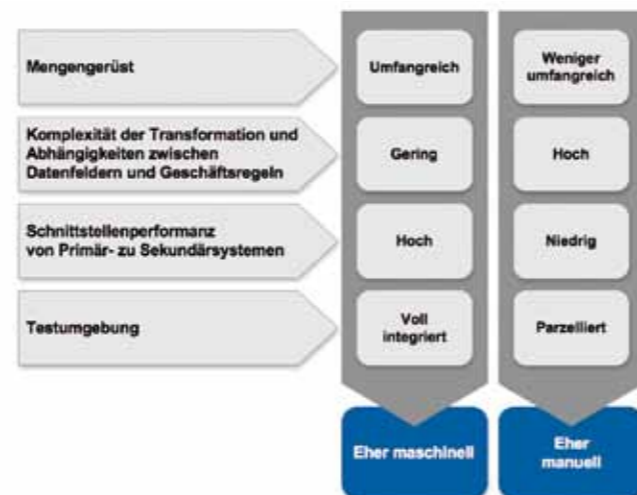 Mengengerüst
Umfangreich
Weniger
umfangreich
Komplexität der Transformation und
Abhängigkeiten zwischen
Datenfeldern und Geschäftsregeln
Gering
Hoch
Schnittstellenperformanz
von Primär- zu Sekundärsystemen
Hoch
Niedrig
Testumgebung
Voll
integriert
Parzelliert
Eher maschinell
Eher
manuell